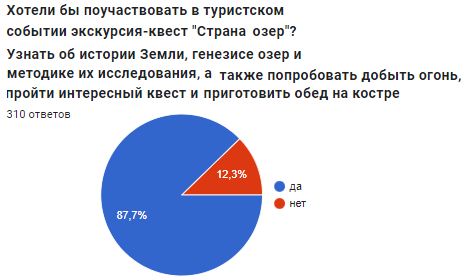 Хотели бы поучаствовать в туристском
событии экскурсия-квест "Страна озер"?
Узнать об истории Земли, генезисе озер и
методике их исследования, а также попробовать добыть огонь,
пройти интересный квест и приготовить обед на костре
310 ответов
12,3%
87,7%
да
нет